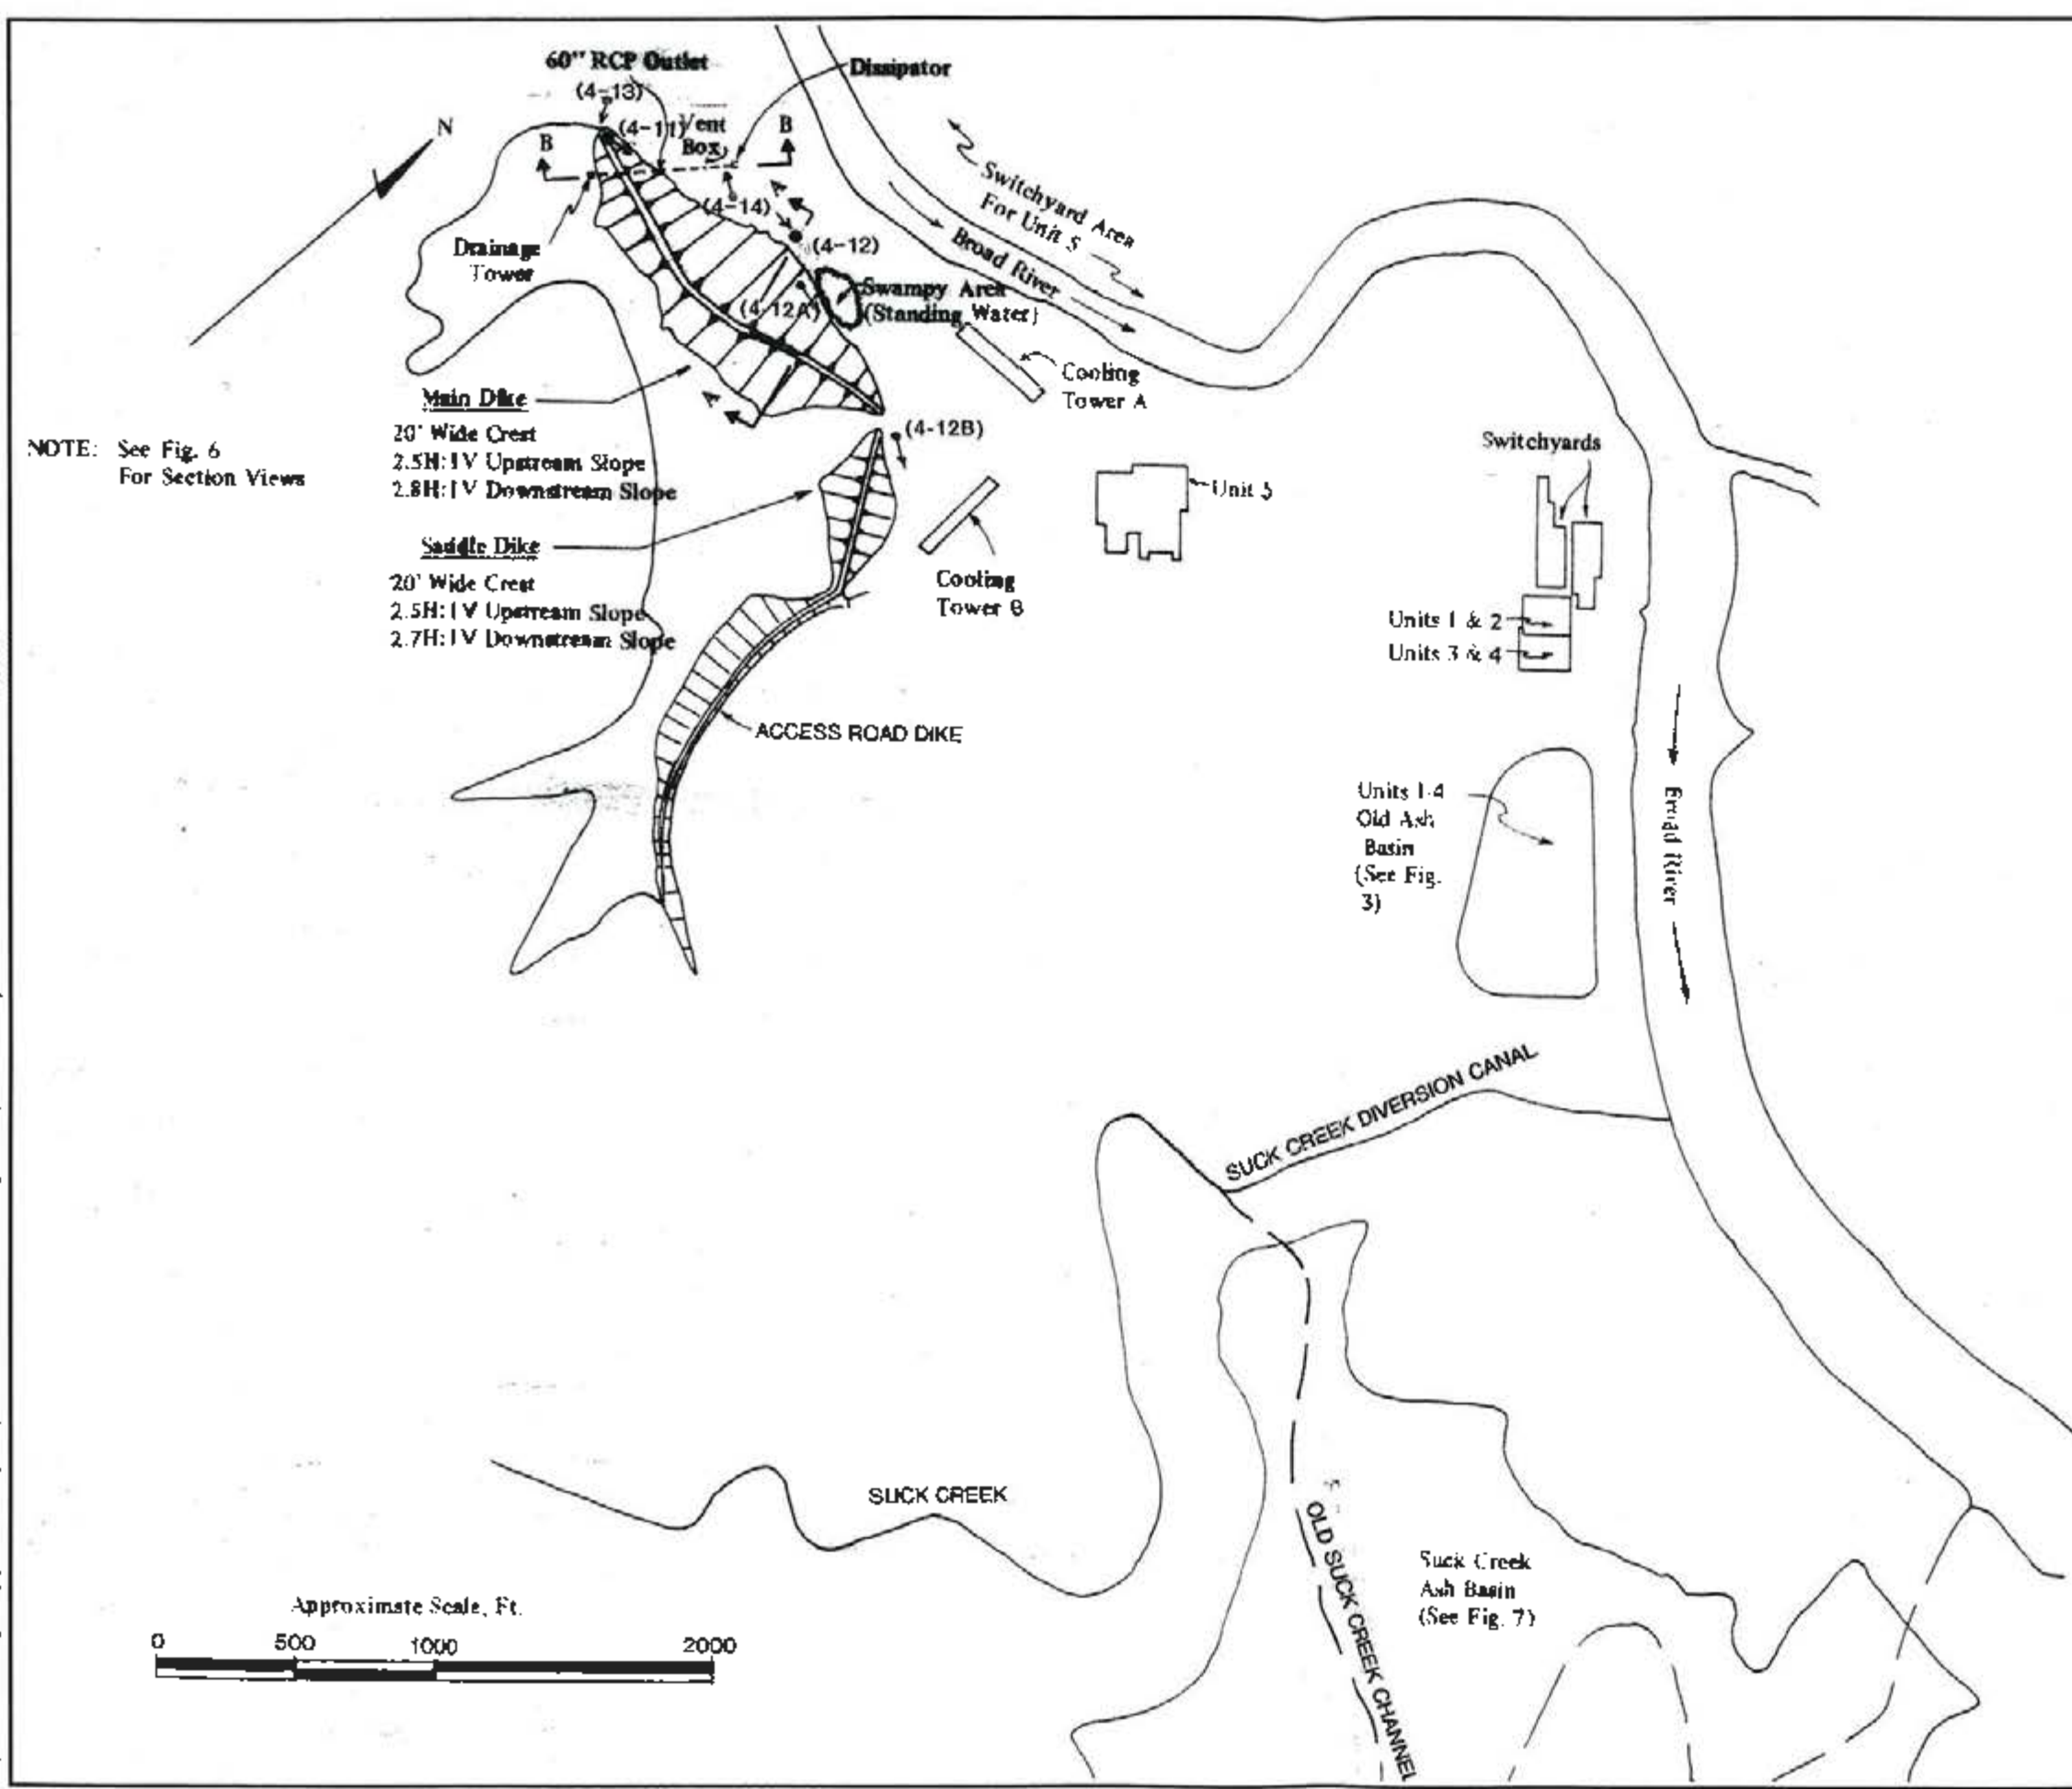 60" RCP Outlet
Dissipator
(4-13)
(4-11)
Vent
Box
B
B
N
A
(4-14)
(4-12)
Drainage
Tower
Swampy Area
(Standing Water)
(4-12A)
Switchyard Area
For Unit 5
Broad River
Cooling
Tower A
Main Dike
20' Wide Crest
2.5H:1V Upstream Slope
2.8H:1V Downstream Slope
A
(4-12B)
NOTE: See Fig. 6
For Section Views
Switchyards
Unit 5
Saddle Dike
20' Wide Crest
2.5H:1V Upstream Slope
2.7H:1V Downstream Slope
Cooling
Tower B
Units 1 & 2
Units 3 & 4
ACCESS ROAD DIKE
Units 1-4
Old Ash
Basin
(See Fig.
3)
Broad River
SUCK CREEK DIVERSION CANAL
SUCK CREEK
OLD SUCK CREEK CHANNEL
Suck Creek
Ash Basin
(See Fig. 7)
Approximate Scale, Ft.
0 500 1000 2000